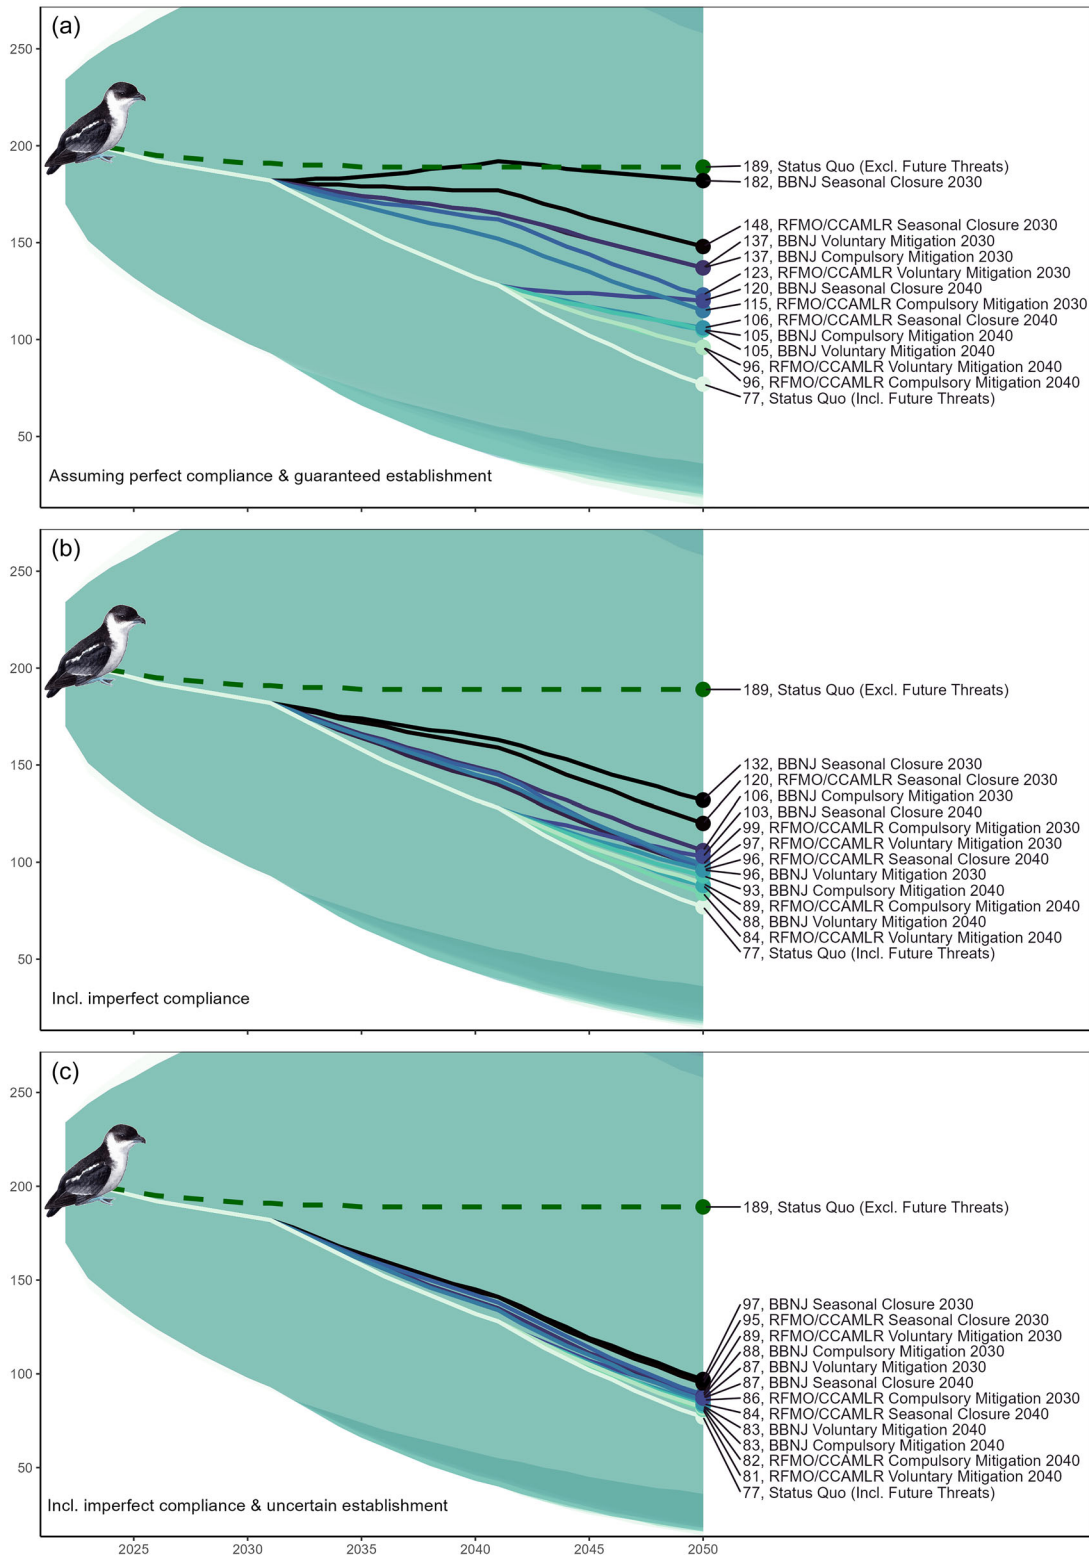 (a)
250
200
150
100
50
189, Status Quo (Excl. Future Threats)
182, BBNJ Seasonal Closure 2030
148, RFMO/CCAMLR Seasonal Closure 2030
137, BBNJ Voluntary Mitigation 2030
137, BBNJ Compulsory Mitigation 2030
123, RFMO/CCAMLR Voluntary Mitigation 2030
120, BBNJ Seasonal Closure 2040
115, RFMO/CCAMLR Compulsory Mitigation 2030
106, RFMO/CCAMLR Seasonal Closure 2040
105, BBNJ Compulsory Mitigation 2040
105, BBNJ Voluntary Mitigation 2040
96, RFMO/CCAMLR Voluntary Mitigation 2040
96, RFMO/CCAMLR Compulsory Mitigation 2040
77, Status Quo (Incl. Future Threats)
Assuming perfect compliance & guaranteed establishment
(b)
250
200
150
100
50
189, Status Quo (Excl. Future Threats)
132, BBNJ Seasonal Closure 2030
120, RFMO/CCAMLR Seasonal Closure 2030
106, BBNJ Compulsory Mitigation 2030
103, BBNJ Seasonal Closure 2040
99, RFMO/CCAMLR Compulsory Mitigation 2030
97, RFMO/CCAMLR Voluntary Mitigation 2030
96, RFMO/CCAMLR Seasonal Closure 2040
96, BBNJ Voluntary Mitigation 2030
93, BBNJ Compulsory Mitigation 2040
89, RFMO/CCAMLR Compulsory Mitigation 2040
88, BBNJ Voluntary Mitigation 2040
84, RFMO/CCAMLR Voluntary Mitigation 2040
77, Status Quo (Incl. Future Threats)
Incl. imperfect compliance
(c)
250
200
150
100
50
189, Status Quo (Excl. Future Threats)
97, BBNJ Seasonal Closure 2030
95, RFMO/CCAMLR Seasonal Closure 2030
89, RFMO/CCAMLR Voluntary Mitigation 2030
88, BBNJ Compulsory Mitigation 2030
87, BBNJ Voluntary Mitigation 2030
87, BBNJ Seasonal Closure 2040
86, RFMO/CCAMLR Compulsory Mitigation 2030
84, RFMO/CCAMLR Seasonal Closure 2040
83, BBNJ Voluntary Mitigation 2040
83, BBNJ Compulsory Mitigation 2040
82, RFMO/CCAMLR Compulsory Mitigation 2040
81, RFMO/CCAMLR Voluntary Mitigation 2040
77, Status Quo (Incl. Future Threats)
Incl. imperfect compliance & uncertain establishment
2025 2030 2035 2040 2045 2050